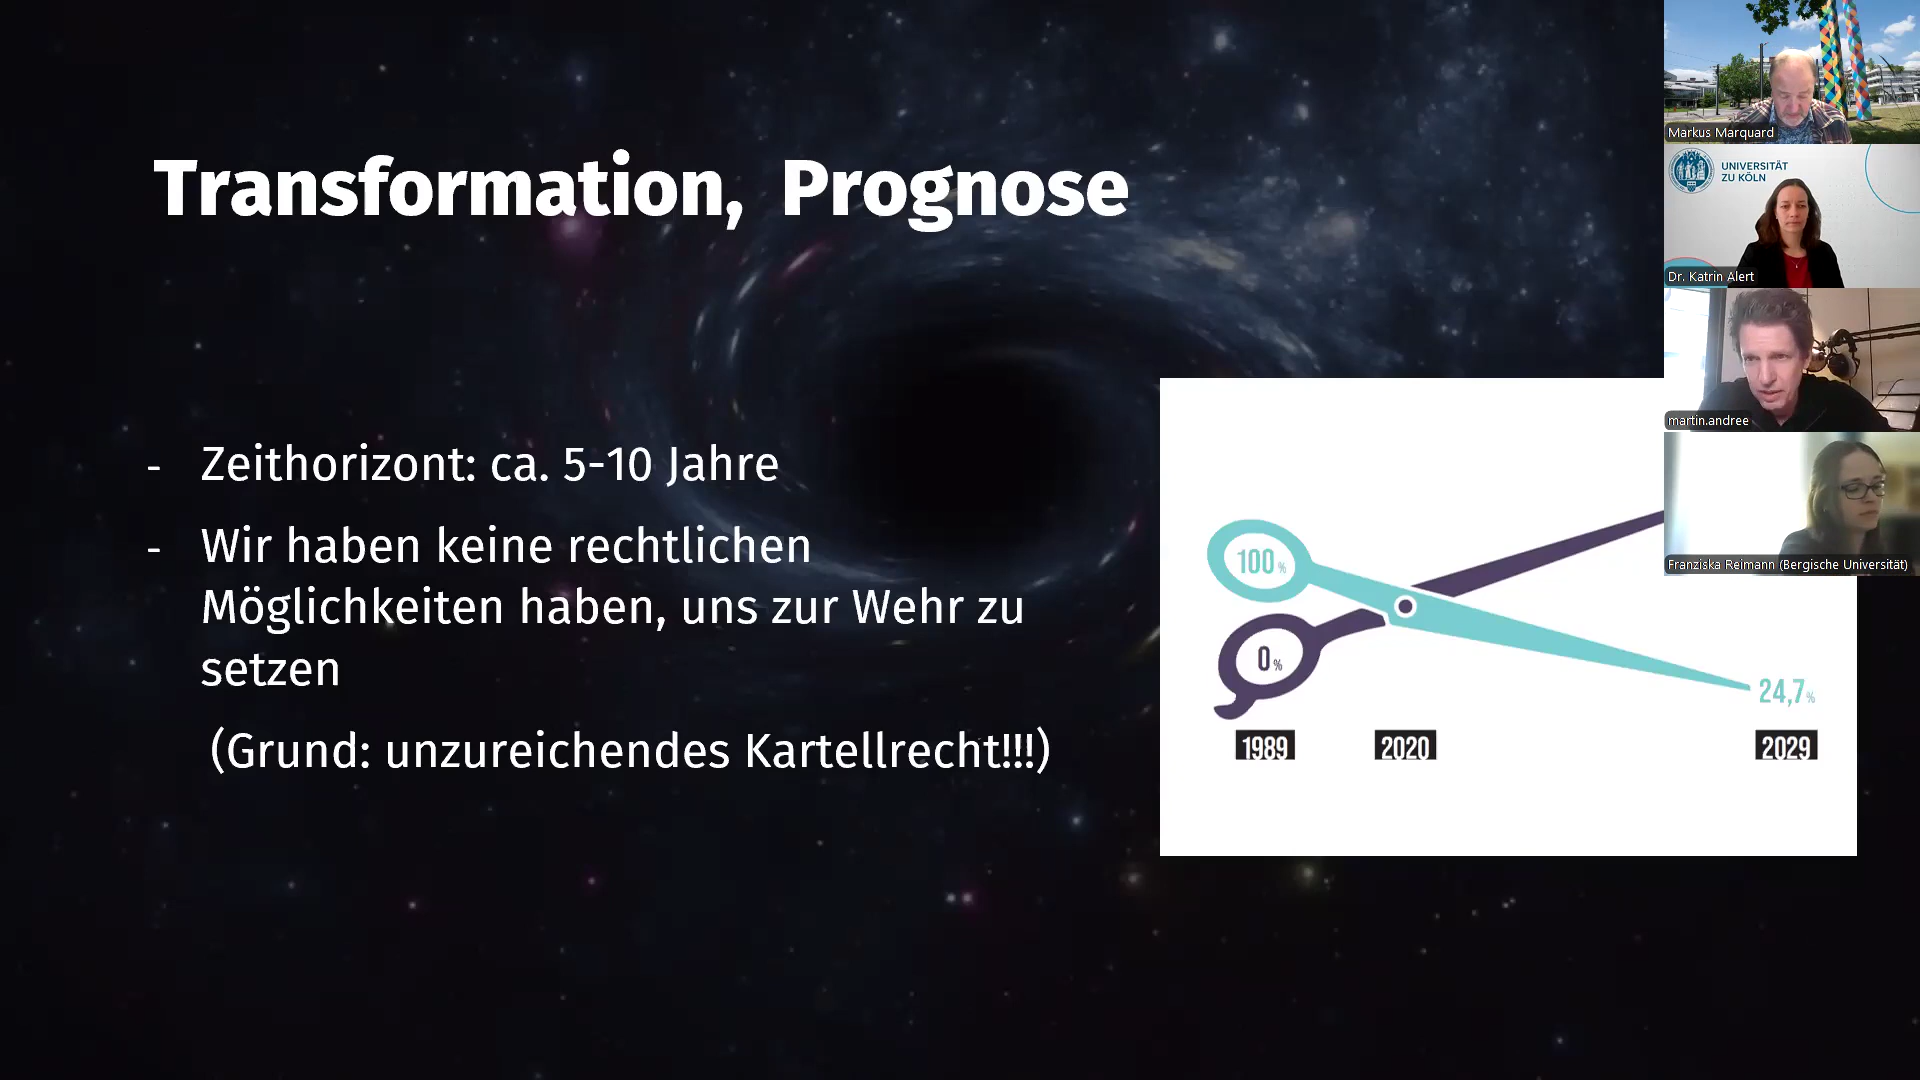 Transformation, Prognose
- Zeithorizont: ca. 5-10 Jahre
- Wir haben keine rechtlichen
Möglichkeiten haben, uns zur Wehr zu
setzen
(Grund: unzureichendes Kartellrecht!!!)
100 %
0 %
24,7 %
1989
2020
2029
Markus Marquard
UNIVERSITÄT
ZU KÖLN
Dr. Katrin Alert
martin.andree
Franziska Reimann (Bergische Universität)